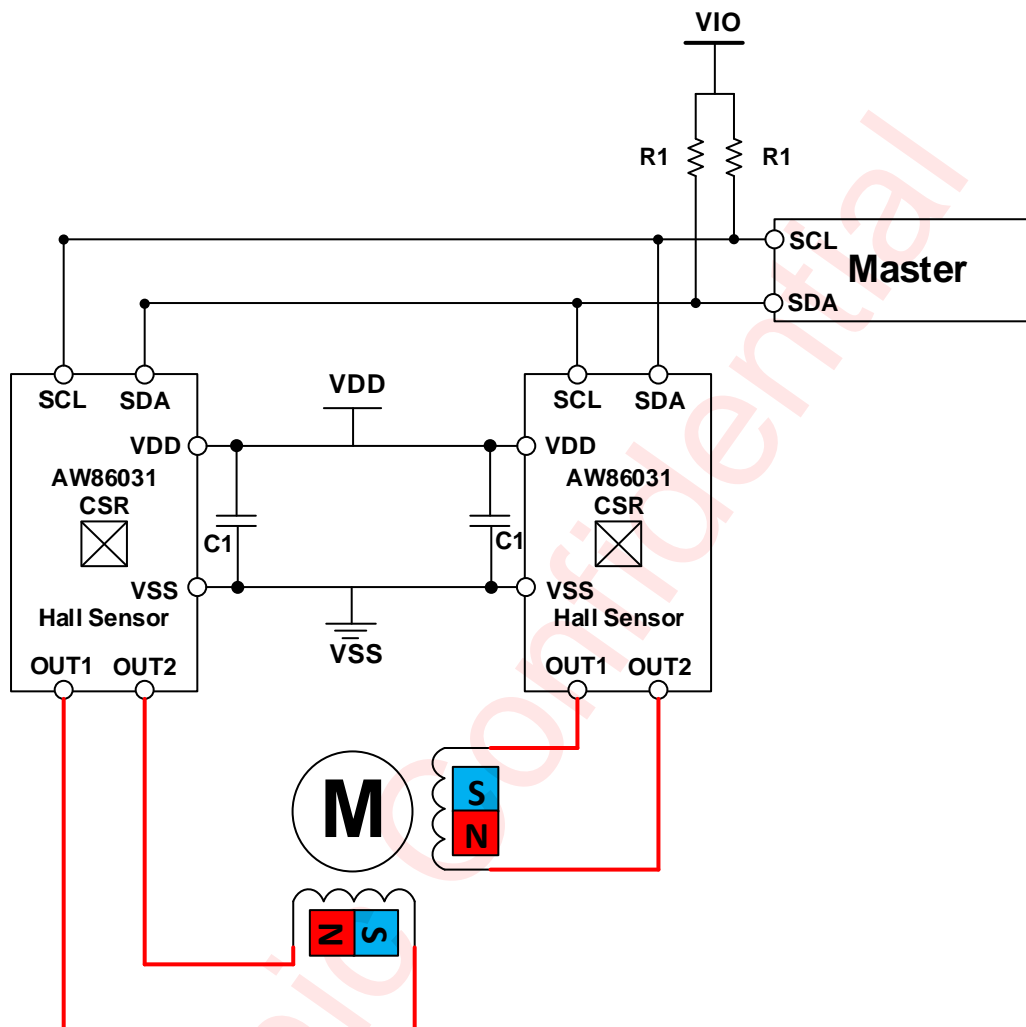 VIO
R1 R1
SCL
Master
SDA
SCL SDA
VDD
AW86031
CSR
C1
VSS
Hall Sensor
OUT1 OUT2
VDD
VSS
SCL SDA
VDD
AW86031
CSR
C1
VSS
Hall Sensor
OUT1 OUT2
M
S
N
N S
Confidential